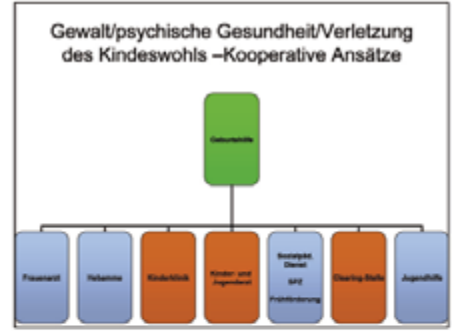 Gewalt/psychische Gesundheit/Verletzung
des Kindeswohls –Kooperative Ansätze
Geburtshilfe
Frauenarzt
Hebamme
Kinderklinik
Kinder- und
Jugendarzt
Sozialpäd.
Dienst
SPZ
Frühförderung
Clearing-Stelle
Jugendhilfe